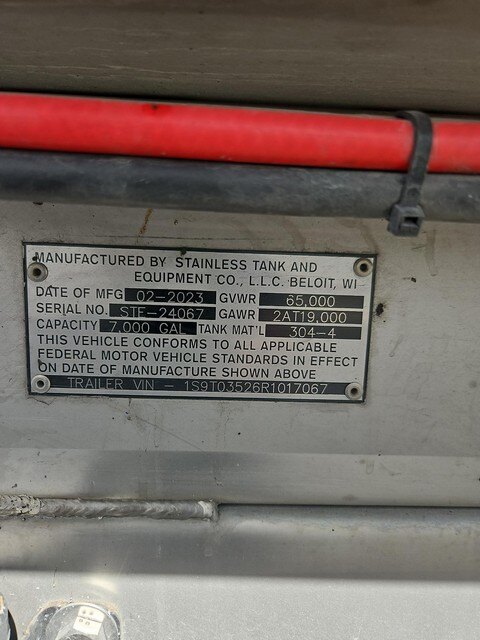 MANUFACTURED BY STAINLESS TANK AND
EQUIPMENT CO., L.L.C. BELOIT, WI
DATE OF MFG 02-2023 GVWR 65,000
SERIAL NO. STE-24067 GAWR 2AT19,000
CAPACITY 7,000 GAL TANK MAT'L 304-4
THIS VEHICLE CONFORMS TO ALL APPLICABLE
FEDERAL MOTOR VEHICLE STANDARDS IN EFFECT
ON DATE OF MANUFACTURE SHOWN ABOVE
TRAILER VIN - 1S9T03526R1017067